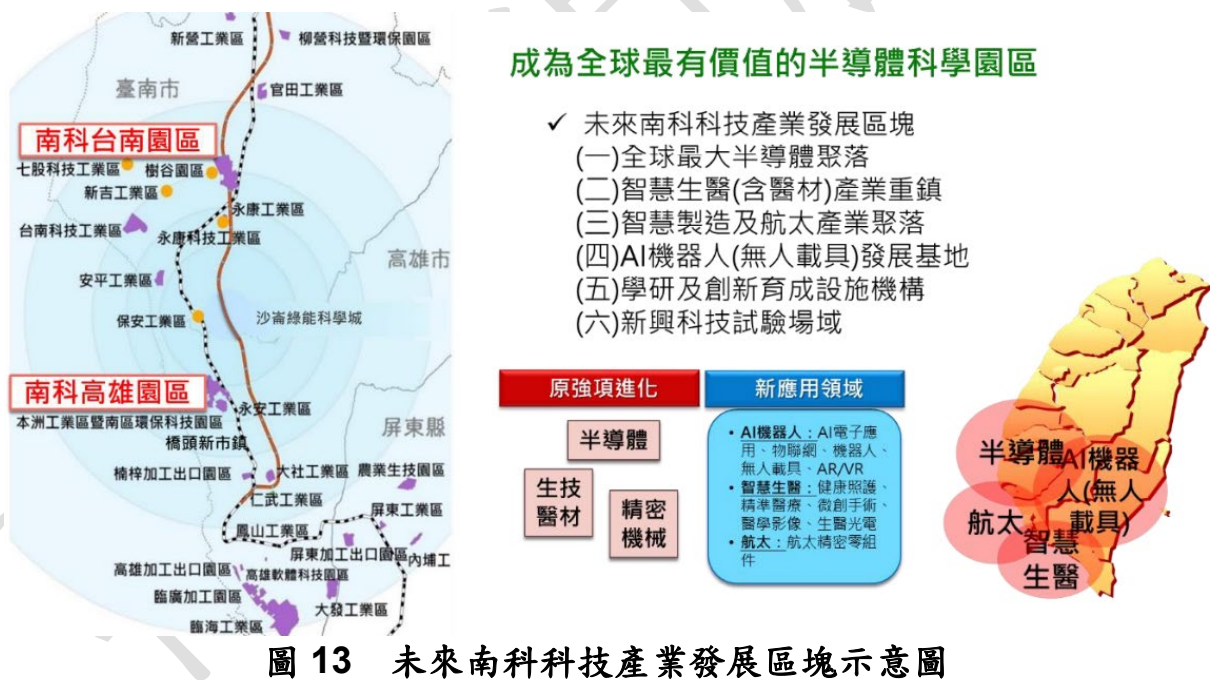 新營工業區
柳營科技暨環保園區
臺南市
官田工業區
南科台南園區
七股科技工業區
樹谷園區
新吉工業區
永康工業區
台南科技工業區
永康科技工業區
高雄市
安平工業區
保安工業區
沙崙綠能科學城
南科高雄園區
永安工業區
本洲工業區暨南區環保科技園區
橋頭新市鎮
屏東縣
楠梓加工出口園區
大社工業區
農業生技園區
仁武工業區
屏東工業區
鳳山工業區
屏東加工出口園區
內埔工
高雄加工出口園區
高雄軟體科技園區
臨廣加工園區
大發工業區
臨海工業區
成為全球最有價值的半導體科學園區
✓ 未來南科科技產業發展區塊
(一)全球最大半導體聚落
(二)智慧生醫(含醫材)產業重鎮
(三)智慧製造及航太產業聚落
(四)AI機器人(無人載具)發展基地
(五)學研及創新育成設施機構
(六)新興科技試驗場域
原強項進化
半導體
生技
醫材
精密
機械
新應用領域
• AI機器人：AI電子應
用、物聯網、機器人、
無人載具、AR/VR
• 智慧生醫：健康照護、
精準醫療、微創手術、
醫學影像、生醫光電
• 航太：航太精密零組
件
半導體
AI機器
人(無人
載具)
航太
智慧
生醫
圖 13 未來南科科技產業發展區塊示意圖